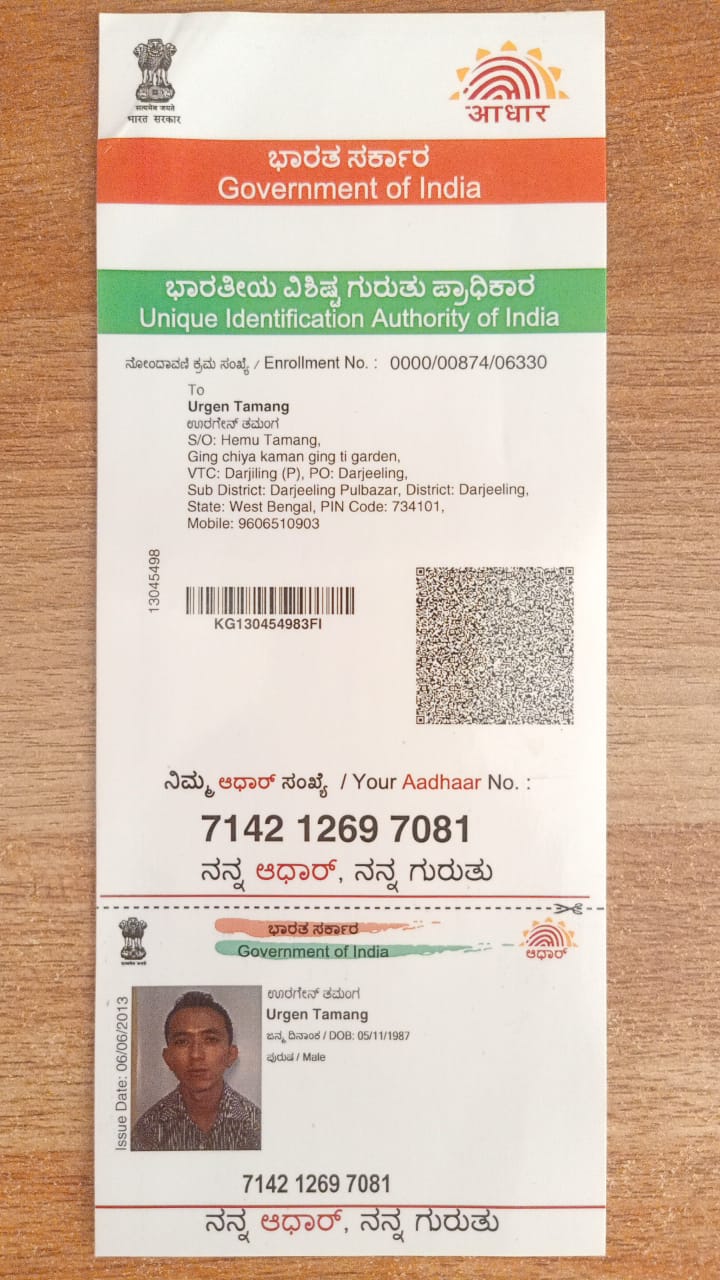 सत्यमेव जयते
भारत सरकार
आधार
ಭಾರತ ಸರ್ಕಾರ
Government of India
ಭಾರತೀಯ ವಿಶಿಷ್ಟ ಗುರುತು ಪ್ರಾಧಿಕಾರ
Unique Identification Authority of India
ನೋಂದಾವಣಿ ಕ್ರಮ ಸಂಖ್ಯೆ / Enrollment No. : 0000/00874/06330
To
Urgen Tamang
ಉರಗೇನ್ ತಮಂಗ
S/O: Hemu Tamang,
Ging chiya kaman ging ti garden,
VTC: Darjiling (P), PO: Darjeeling,
Sub District: Darjeeling Pulbazar, District: Darjeeling,
State: West Bengal, PIN Code: 734101,
Mobile: 9606510903
13045498
KG130454983FI
ನಿಮ್ಮ ಆಧಾರ್ ಸಂಖ್ಯೆ / Your Aadhaar No. :
7142 1269 7081
ನನ್ನ ಆಧಾರ್, ನನ್ನ ಗುರುತು
ಭಾರತ ಸರ್ಕಾರ
Government of India
ಆಧಾರ್
ಉರಗೇನ್ ತಮಂಗ
Urgen Tamang
ಜನ್ಮ ದಿನಾಂಕ / DOB: 05/11/1987
ಪುರುಷ / Male
Issue Date: 06/06/2013
7142 1269 7081
ನನ್ನ ಆಧಾರ್, ನನ್ನ ಗುರುತು